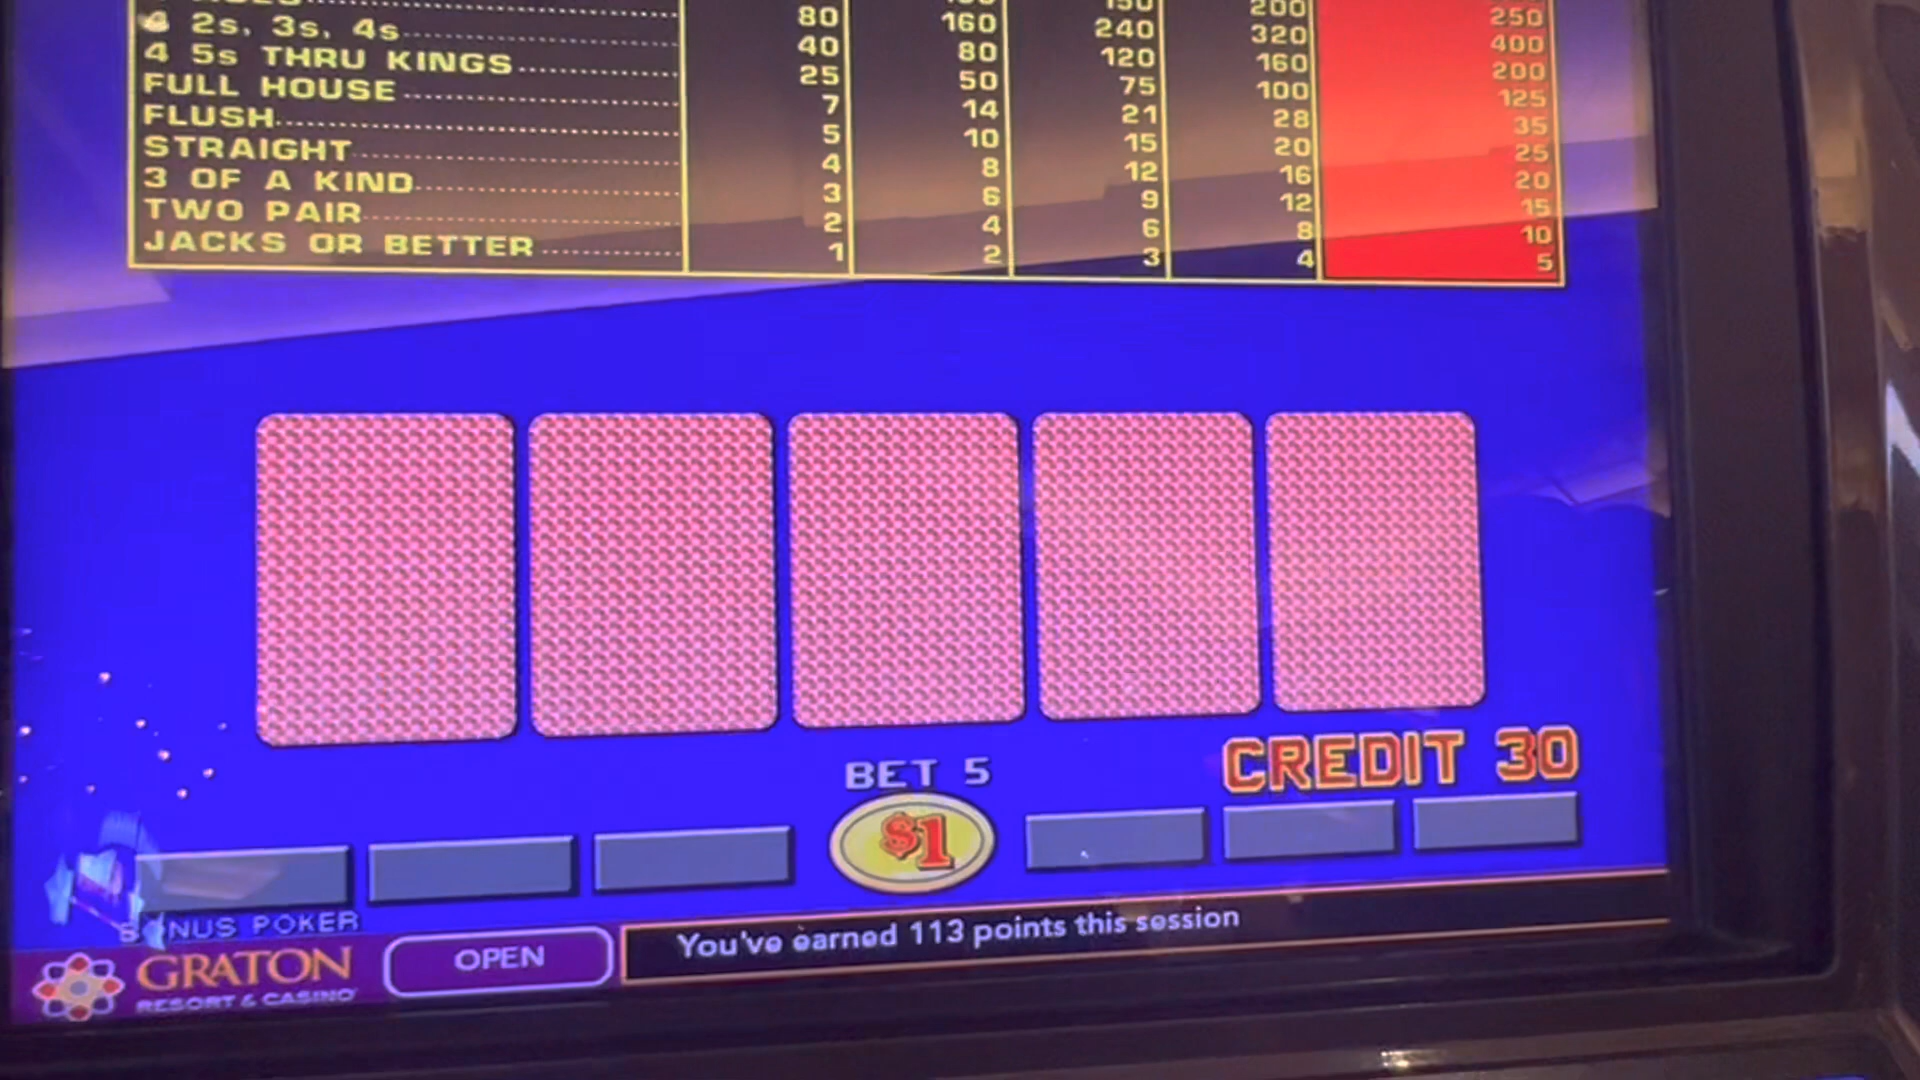 150 200 250
80 160 240 320 400
4 2s, 3s, 4s 40 80 120 160 200
4 5s THRU KINGS 25 50 75 100 125
FULL HOUSE 7 14 21 28 35
FLUSH 5 10 15 20 25
STRAIGHT 4 8 12 16 20
3 OF A KIND 3 6 9 12 15
TWO PAIR 2 4 6 8 10
JACKS OR BETTER 1 2 3 4 5
BET 5
CREDIT 30
$1
BONUS POKER
GRATON
RESORT & CASINO
OPEN
You've earned 113 points this session